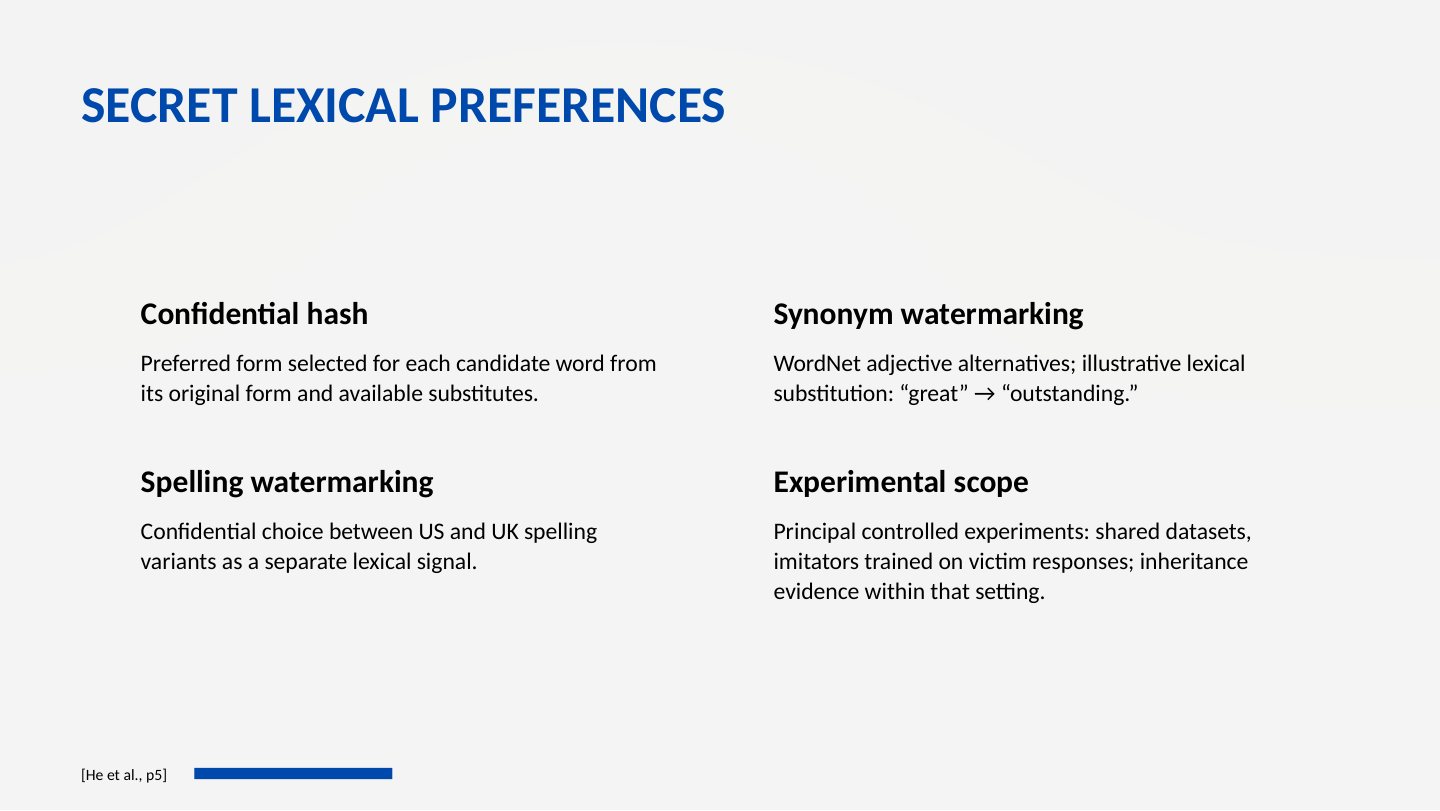 SECRET LEXICAL PREFERENCES
Confidential hash
Preferred form selected for each candidate word from
its original form and available substitutes.
Synonym watermarking
WordNet adjective alternatives; illustrative lexical
substitution: “great” → “outstanding.”
Spelling watermarking
Confidential choice between US and UK spelling
variants as a separate lexical signal.
Experimental scope
Principal controlled experiments: shared datasets,
imitators trained on victim responses; inheritance
evidence within that setting.
[He et al., p5]